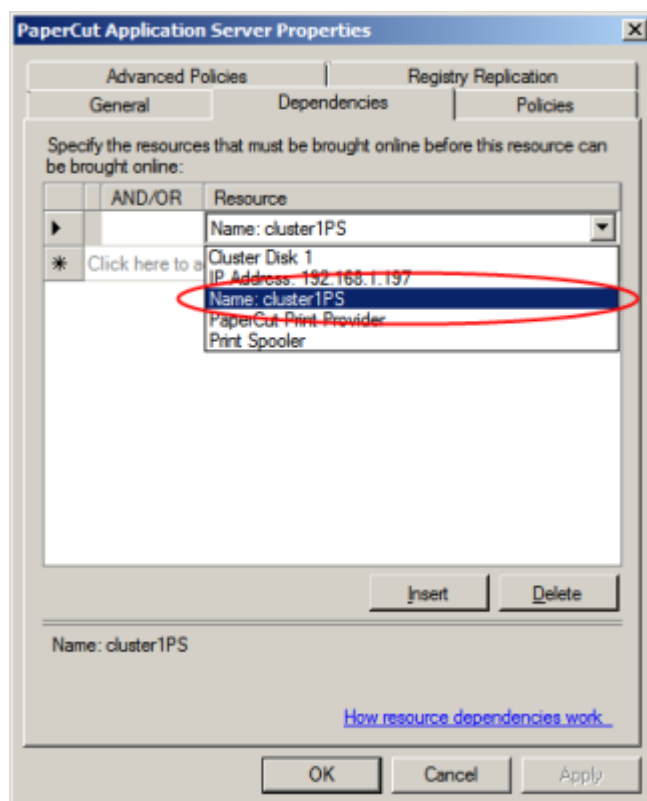 PaperCut Application Server Properties
Advanced Policies
Registry Replication
General
Dependencies
Policies
Specify the resources that must be brought online before this resource can
be brought online:
AND/OR
Resource
Name: cluster1PS
Click here to a
Cluster Disk 1
IP Address: 192.168.1.197
Name: cluster1PS
PaperCut Print Provider
Print Spooler
Insert
Delete
Name: cluster1PS
How resource dependencies work
OK
Cancel
Apply